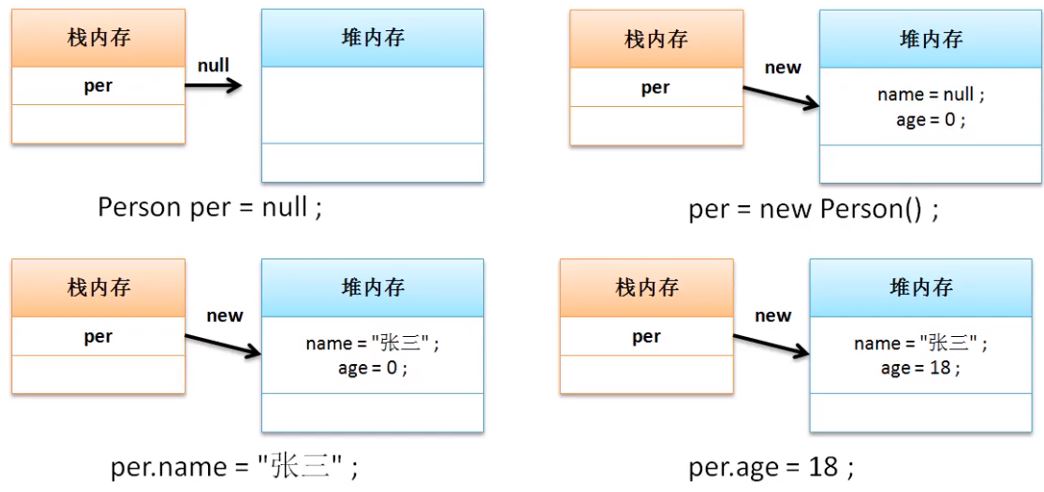 栈内存
堆内存
null
per
Person per = null ;
栈内存
堆内存
new
per
name = null ;
age = 0 ;
per = new Person() ;
栈内存
堆内存
new
per
name = "张三" ;
age = 0 ;
per.name = "张三" ;
栈内存
堆内存
new
per
name = "张三" ;
age = 18 ;
per.age = 18 ;